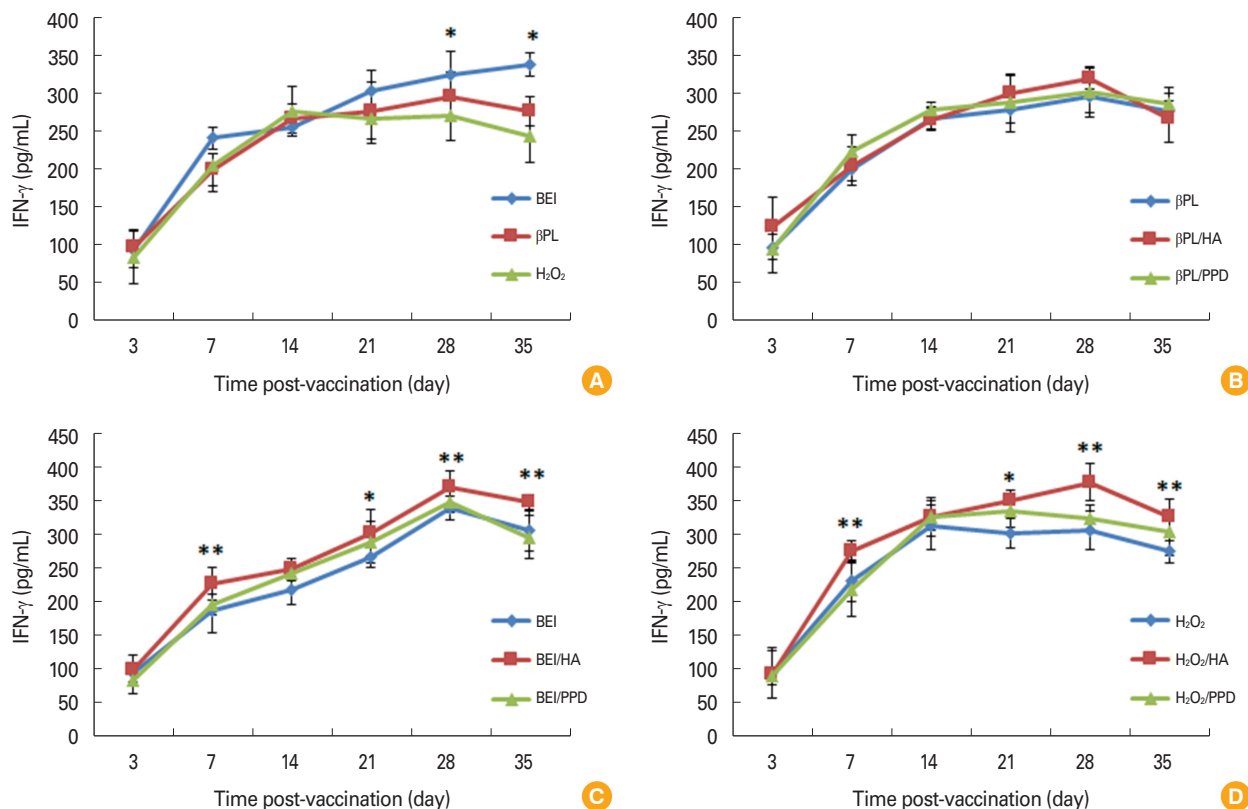 400
350
300
250
200
150
100
50
0
IFN-γ (pg/mL)
*
*
BEI
βPL
H₂O₂
3 7 14 21 28 35
Time post-vaccination (day)
A
400
350
300
250
200
150
100
50
0
IFN-γ (pg/mL)
βPL
βPL/HA
βPL/PPD
3 7 14 21 28 35
Time post-vaccination (day)
B
450
400
350
300
250
200
150
100
50
0
IFN-γ (pg/mL)
**
*
**
**
BEI
BEI/HA
BEI/PPD
3 7 14 21 28 35
Time post-vaccination (day)
C
450
400
350
300
250
200
150
100
50
0
IFN-γ (pg/mL)
**
*
**
**
H₂O₂
H₂O₂/HA
H₂O₂/PPD
3 7 14 21 28 35
Time post-vaccination (day)
D